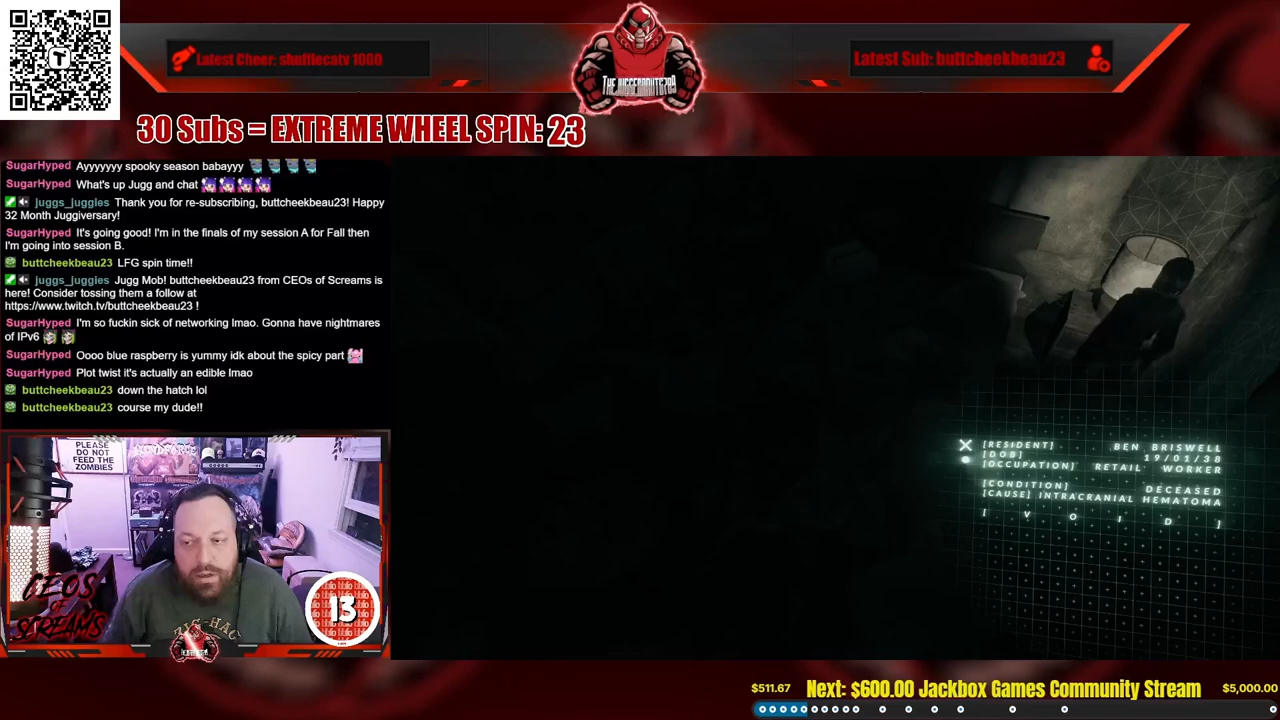 Latest Cheer: shufflecatv 1000
THEJUGGERNAUT6789
Latest Sub: buttcheekbeau23
30 Subs = EXTREME WHEEL SPIN: 23
SugarHyped Ayyyyyyy spooky season babayyy
SugarHyped What's up Jugg and chat
juggs_juggies Thank you for re-subscribing, buttcheekbeau23! Happy
32 Month Juggiversary!
SugarHyped It's going good! I'm in the finals of my session A for Fall then
I'm going into session B.
buttcheekbeau23 LFG spin time!!
juggs_juggies Jugg Mob! buttcheekbeau23 from CEOs of Screams is
here! Consider tossing them a follow at
https://www.twitch.tv/buttcheekbeau23 !
SugarHyped I'm so fuckin sick of networking lmao. Gonna have nightmares
of IPv6
SugarHyped Oooo blue raspberry is yummy idk about the spicy part
SugarHyped Plot twist it's actually an edible lmao
buttcheekbeau23 down the hatch lol
buttcheekbeau23 course my dude!!
PLEASE
DO NOT
FEED THE
ZOMBIES
CEOS
OF
SCREAMS
13
[RESIDENT] BEN BRISWELL
[DOB] 19/01/38
[OCCUPATION] RETAIL WORKER
[CONDITION] DECEASED
[CAUSE] INTRACRANIAL HEMATOMA
[ V O I D ]
$511.67 Next: $600.00 Jackbox Games Community Stream $5,000.00